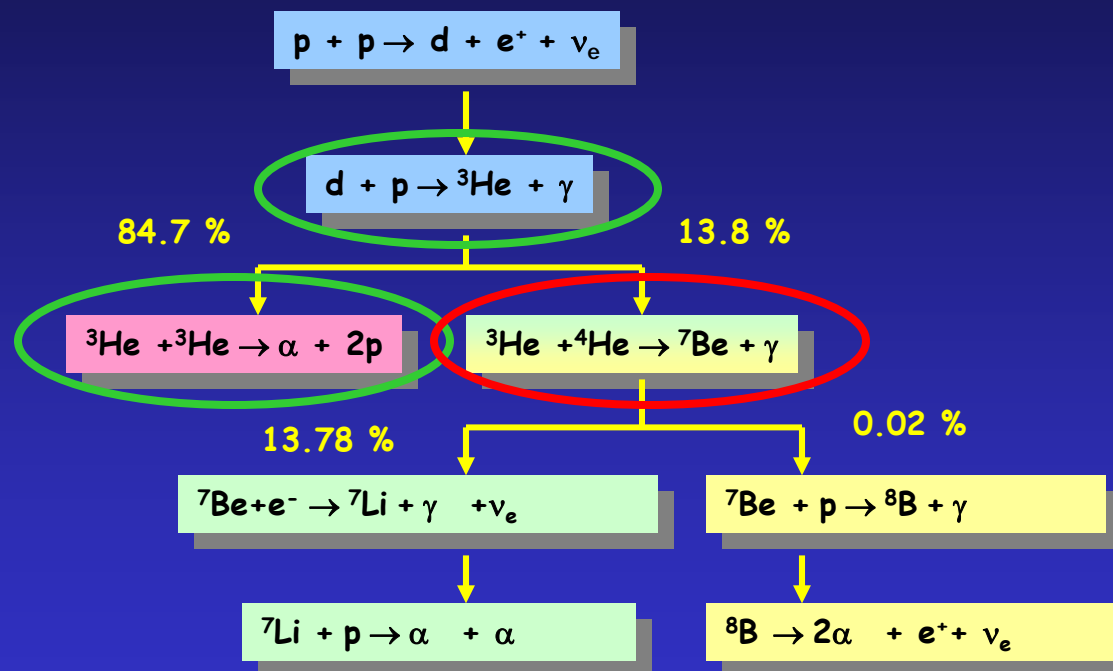 p + p → d + e⁺ + νₑ
d + p → ³He + γ
84.7 %
13.8 %
³He +³He → α + 2p
³He +⁴He → ⁷Be + γ
13.78 %
0.02 %
⁷Be+e⁻ → ⁷Li + γ +νₑ
⁷Be + p → ⁸B + γ
⁷Li + p → α + α
⁸B → 2α + e⁺+ νₑ